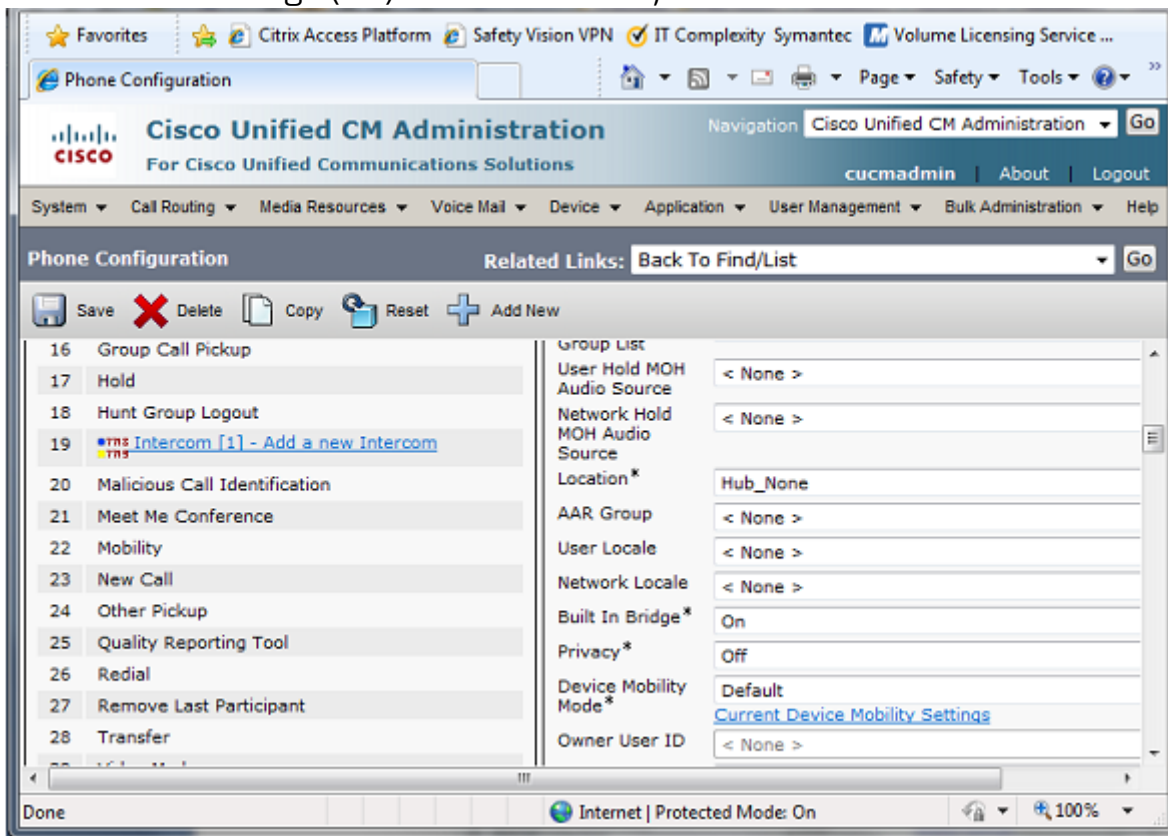 Favorites Citrix Access Platform Safety Vision VPN IT Complexity Symantec Volume Licensing Service ...
Phone Configuration Page Safety Tools
CISCO
Cisco Unified CM Administration
For Cisco Unified Communications Solutions
Navigation Cisco Unified CM Administration Go
cucmadmin | About | Logout
System Call Routing Media Resources Voice Mail Device Application User Management Bulk Administration Help
Phone Configuration Related Links: Back To Find/List Go
Save Delete Copy Reset Add New
16 Group Call Pickup
17 Hold
18 Hunt Group Logout
19 Intercom [1] - Add a new Intercom
20 Malicious Call Identification
21 Meet Me Conference
22 Mobility
23 New Call
24 Other Pickup
25 Quality Reporting Tool
26 Redial
27 Remove Last Participant
28 Transfer
Group List
User Hold MOH
Audio Source
< None >
Network Hold
MOH Audio
Source
< None >
Location* Hub_None
AAR Group < None >
User Locale < None >
Network Locale < None >
Built In Bridge* On
Privacy* Off
Device Mobility
Mode*
Default
Current Device Mobility Settings
Owner User ID < None >
Done Internet | Protected Mode: On 100%